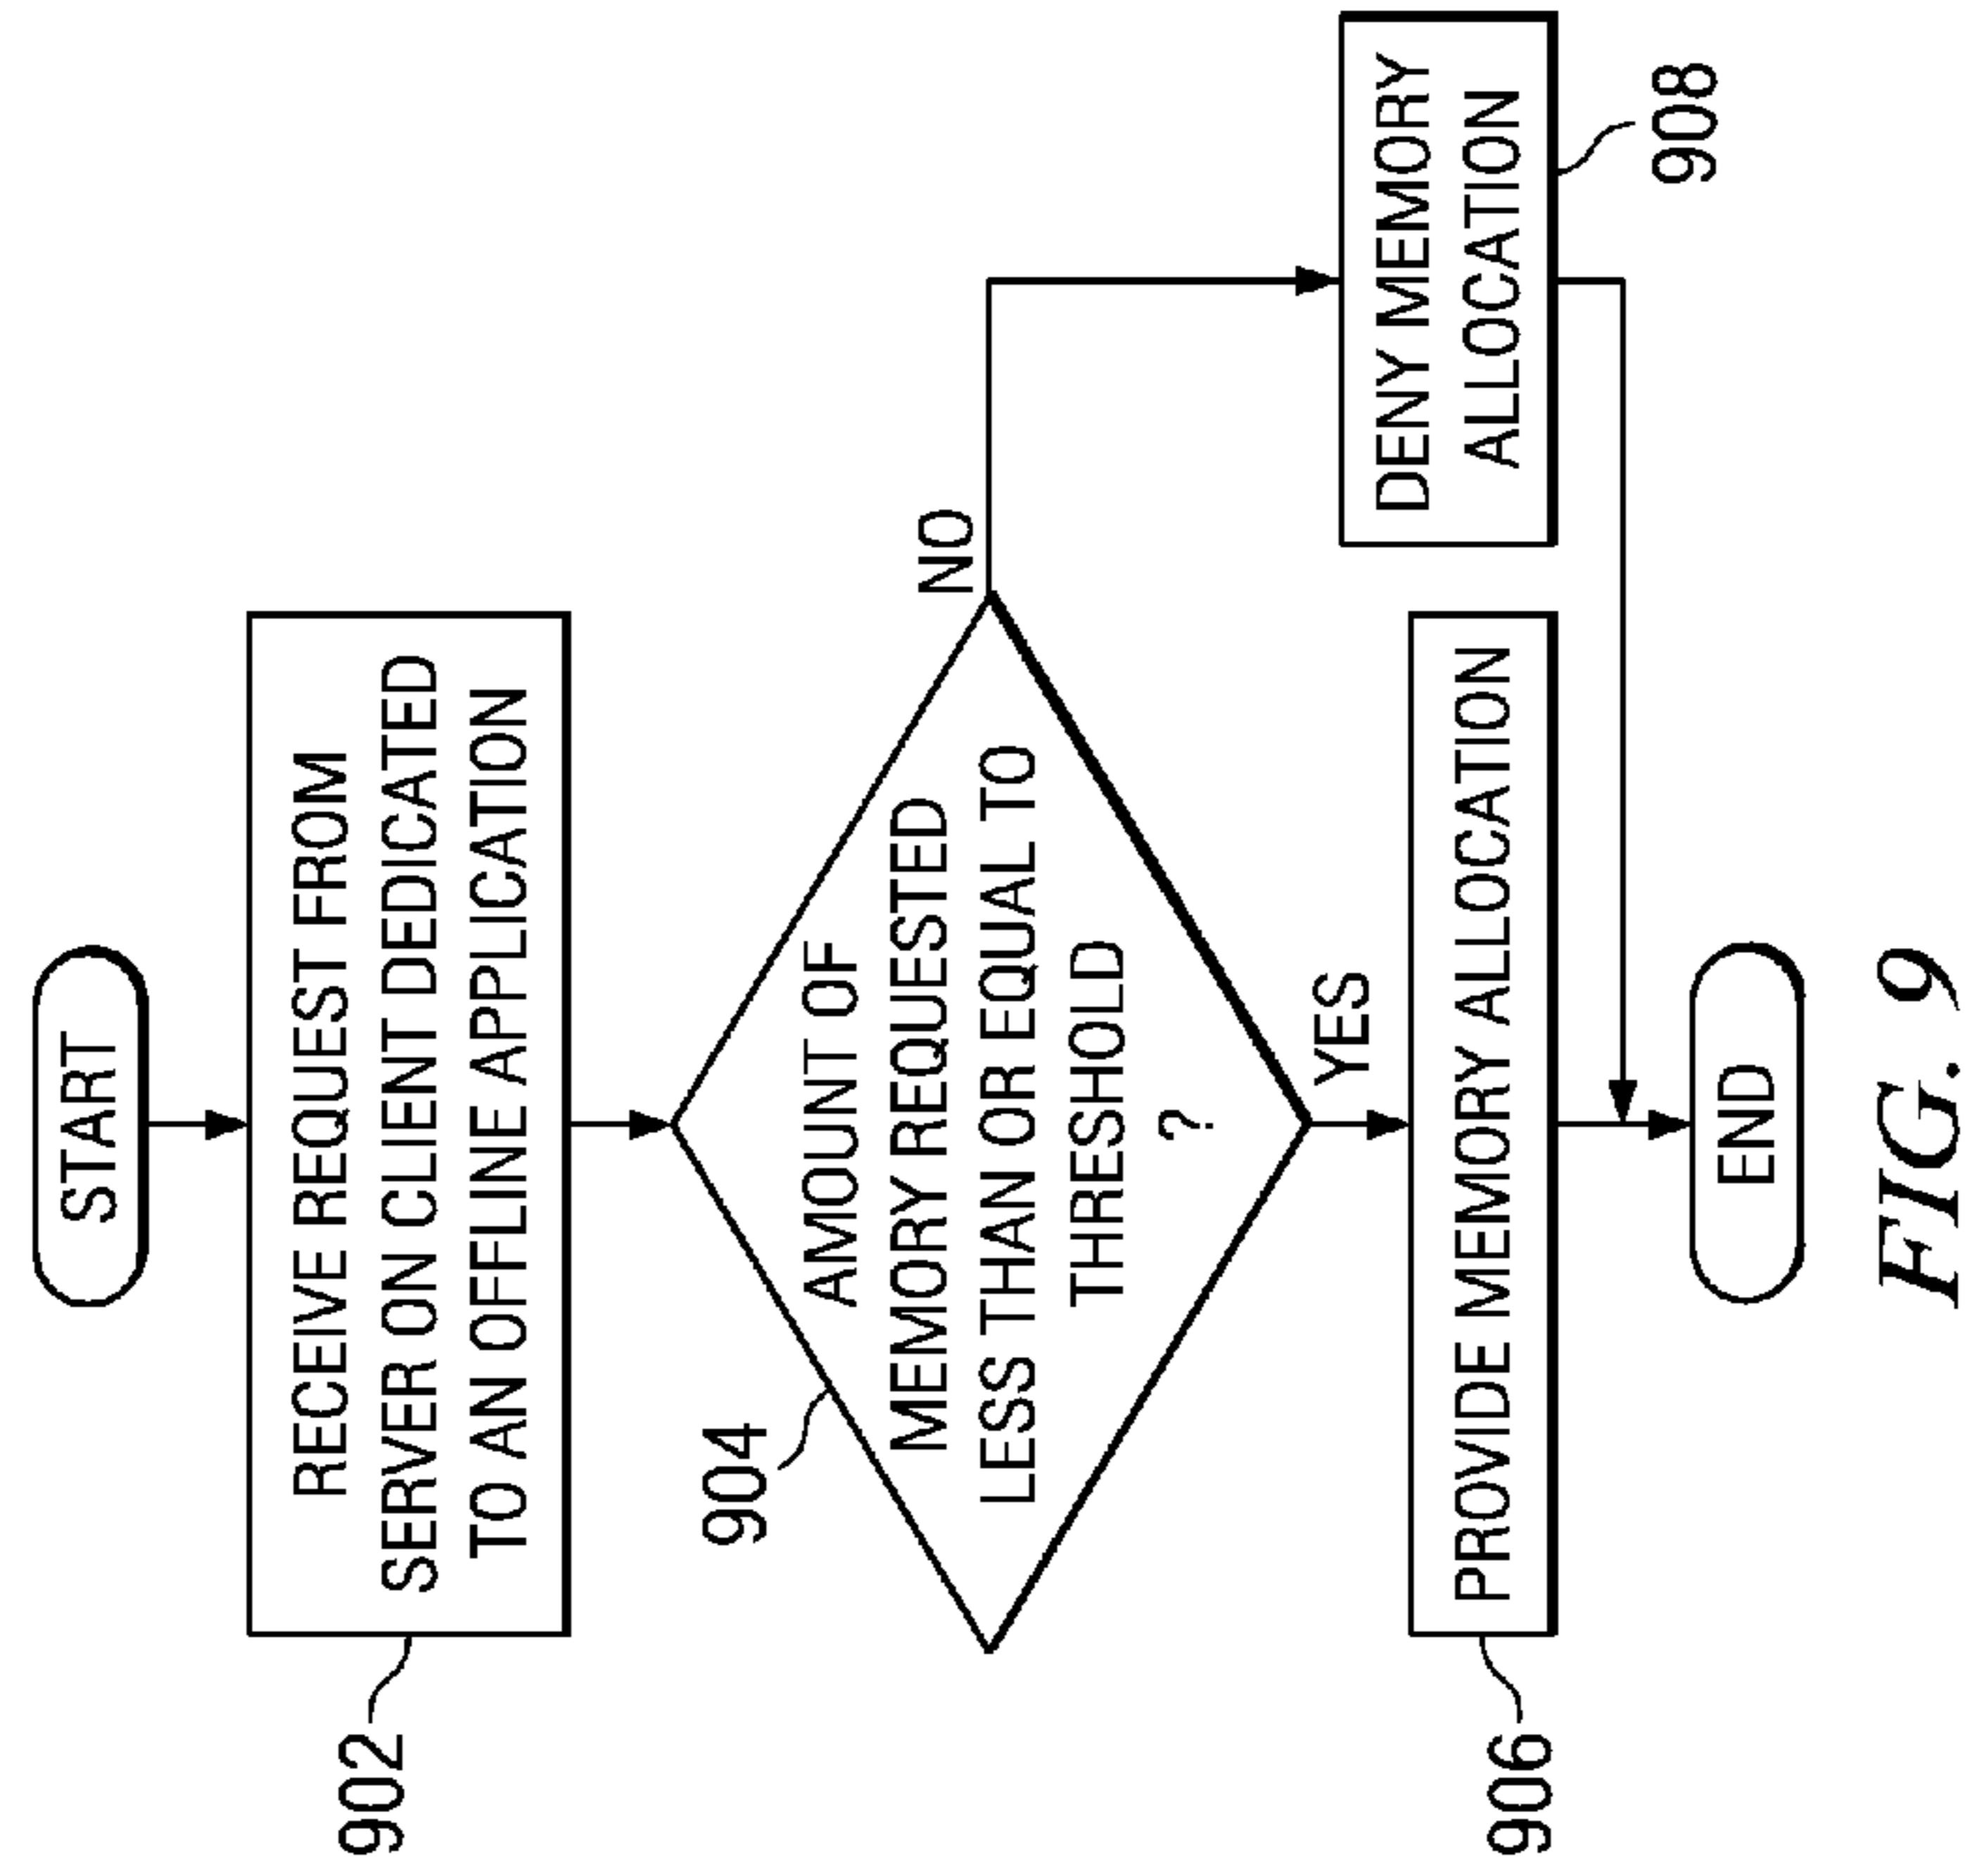 START
902
RECEIVE REQUEST FROM
SERVER ON CLIENT DEDICATED
TO AN OFFLINE APPLICATION
904
AMOUNT OF
MEMORY REQUESTED
LESS THAN OR EQUAL TO
THRESHOLD
?
NO
YES
906
PROVIDE MEMORY ALLOCATION
DENY MEMORY
ALLOCATION
908
END
FIG. 9